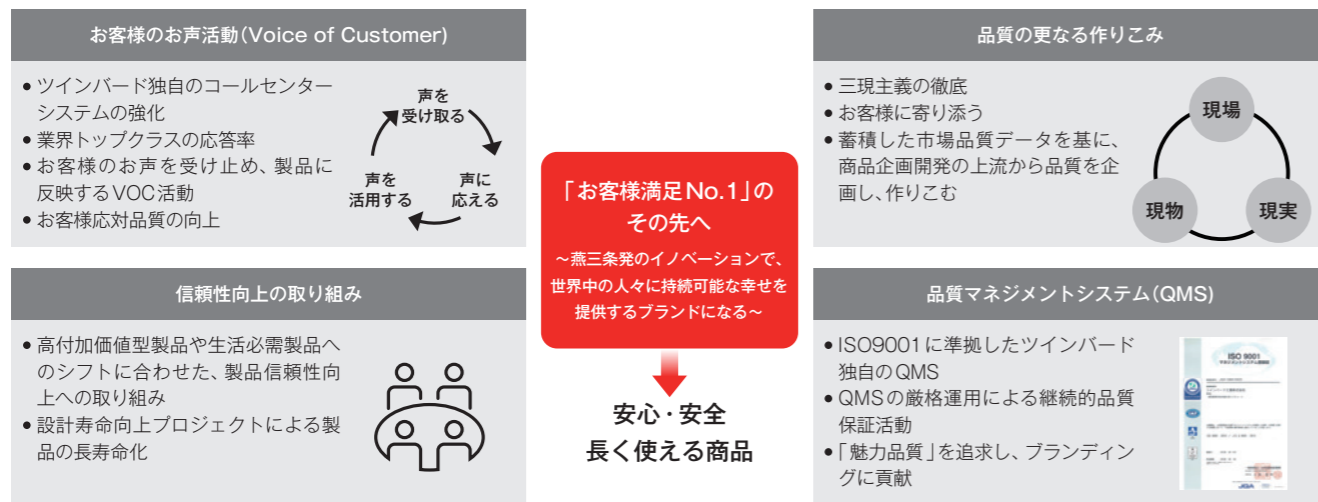 お客様のお声活動(Voice of Customer)
● ツインバード独自のコールセンター
システムの強化
● 業界トップクラスの応答率
● お客様のお声を受け止め、製品に
反映するVOC活動
● お客様応対品質の向上
声を
受け取る
声に
応える
声を
活用する
信頼性向上の取り組み
● 高付加価値型製品や生活必需製品へ
のシフトに合わせた、製品信頼性向
上への取り組み
● 設計寿命向上プロジェクトによる製
品の長寿命化
「お客様満足No.1」の
その先へ
～燕三条発のイノベーションで、
世界中の人々に持続可能な幸せを
提供するブランドになる～
安心・安全
長く使える商品
品質の更なる作りこみ
● 三現主義の徹底
● お客様に寄り添う
● 蓄積した市場品質データを基に、
商品企画開発の上流から品質を企
画し、作りこむ
現場
現物
現実
品質マネジメントシステム(QMS)
● ISO9001に準拠したツインバード
独自のQMS
● QMSの厳格運用による継続的品質
保証活動
● 「魅力品質」を追求し、ブランディン
グに貢献
ISO 9001